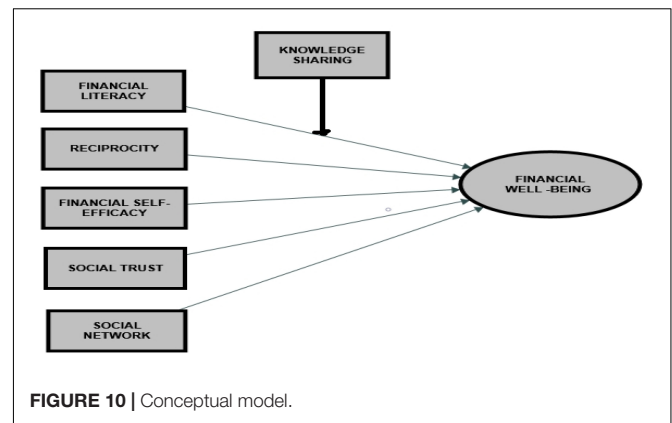 KNOWLEDGE
SHARING
FINANCIAL
LITERACY
RECIPROCITY
FINANCIAL SELF-
EFFICACY
SOCIAL TRUST
SOCIAL
NETWORK
FINANCIAL
WELL -BEING
FIGURE 10 | Conceptual model.